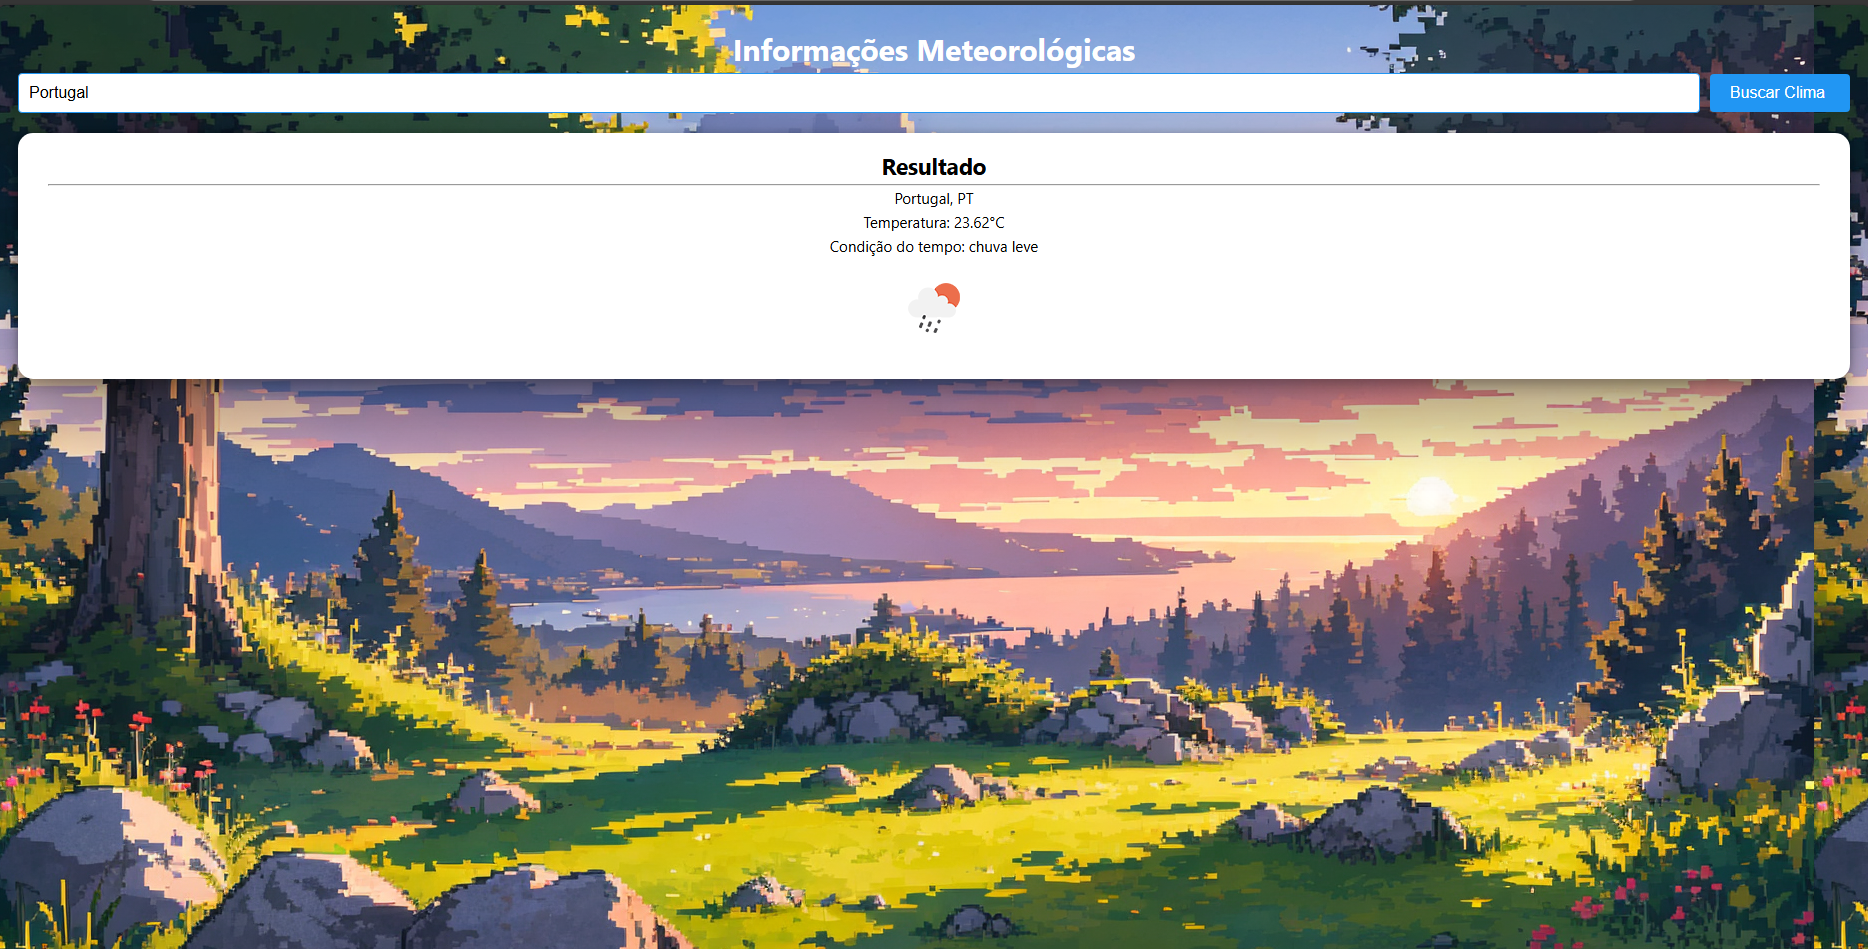 Informações Meteorológicas
Portugal
Buscar Clima
Resultado
Portugal, PT
Temperatura: 23.62°C
Condição do tempo: chuva leve